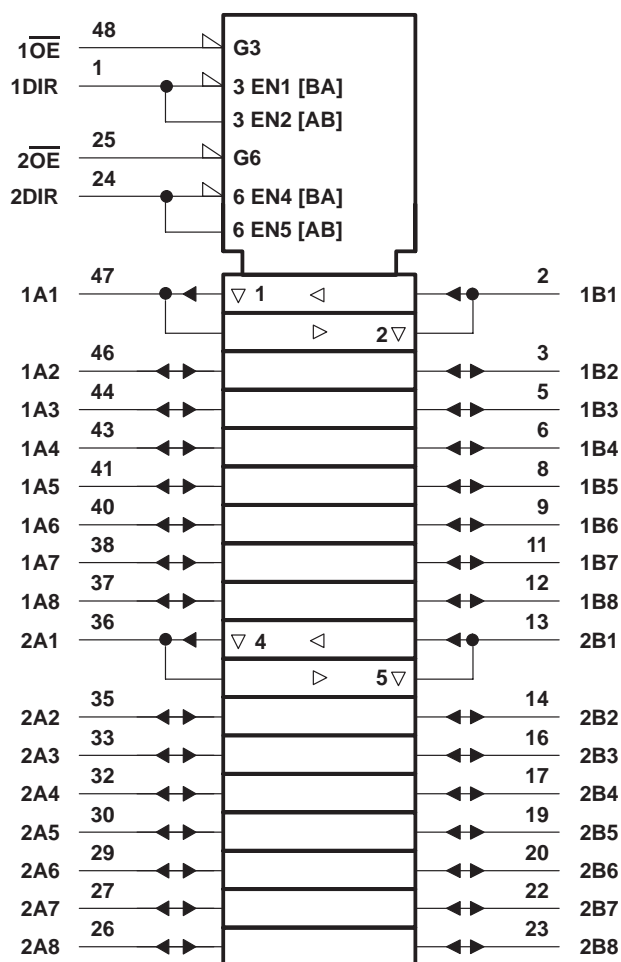 1OE 48 G3
1DIR 1 3 EN1 [BA]
3 EN2 [AB]
2OE 25 G6
2DIR 24 6 EN4 [BA]
6 EN5 [AB]
1A1 47 ▽ 1 ◁ 2 1B1
▷ 2 ▽
1A2 46 3 1B2
1A3 44 5 1B3
1A4 43 6 1B4
1A5 41 8 1B5
1A6 40 9 1B6
1A7 38 11 1B7
1A8 37 12 1B8
2A1 36 ▽ 4 ◁ 13 2B1
▷ 5 ▽
2A2 35 14 2B2
2A3 33 16 2B3
2A4 32 17 2B4
2A5 30 19 2B5
2A6 29 20 2B6
2A7 27 22 2B7
2A8 26 23 2B8